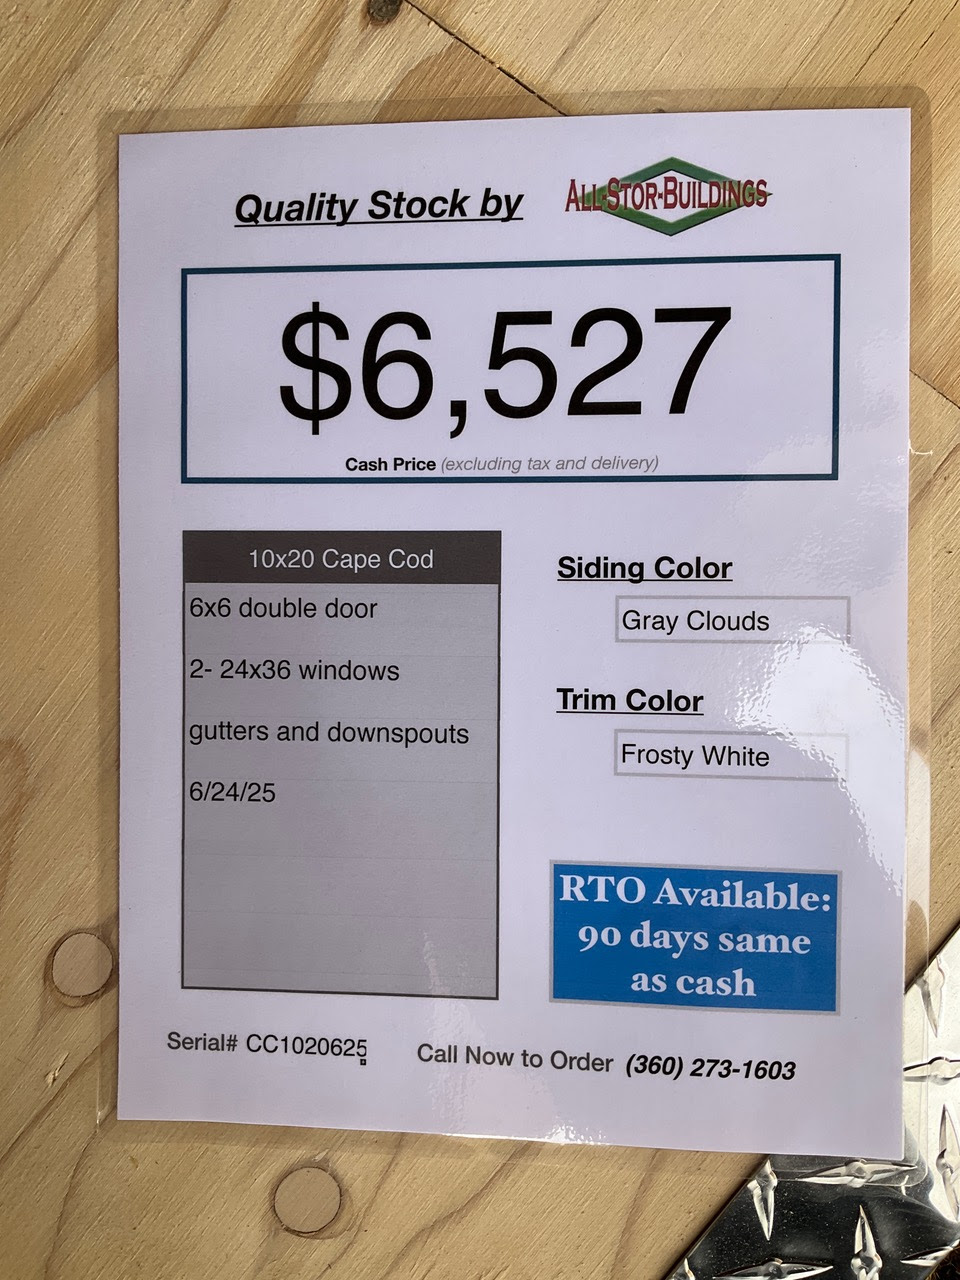 Quality Stock by
ALL-STOR-BUILDINGS
$6,527
Cash Price (excluding tax and delivery)
10x20 Cape Cod
6x6 double door
2- 24x36 windows
gutters and downspouts
6/24/25
Siding Color
Gray Clouds
Trim Color
Frosty White
RTO Available:
90 days same
as cash
Serial# CC1020625
Call Now to Order (360) 273-1603